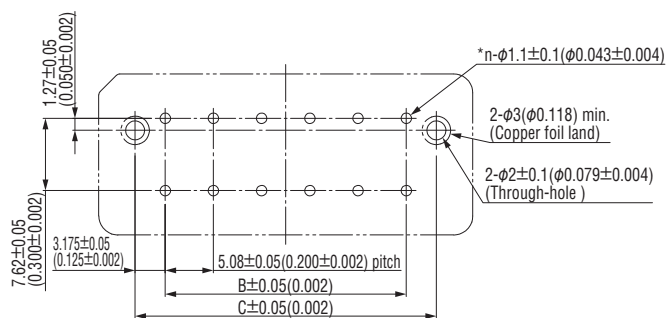 1.27±0.05
(0.050±0.002)
*n-φ1.1±0.1(φ0.043±0.004)
2-φ3(φ0.118) min.
(Copper foil land)
2-φ2±0.1(φ0.079±0.004)
(Through-hole )
7.62±0.05
(0.300±0.002)
3.175±0.05
(0.125±0.002)
5.08±0.05(0.200±0.002) pitch
B±0.05(0.002)
C±0.05(0.002)